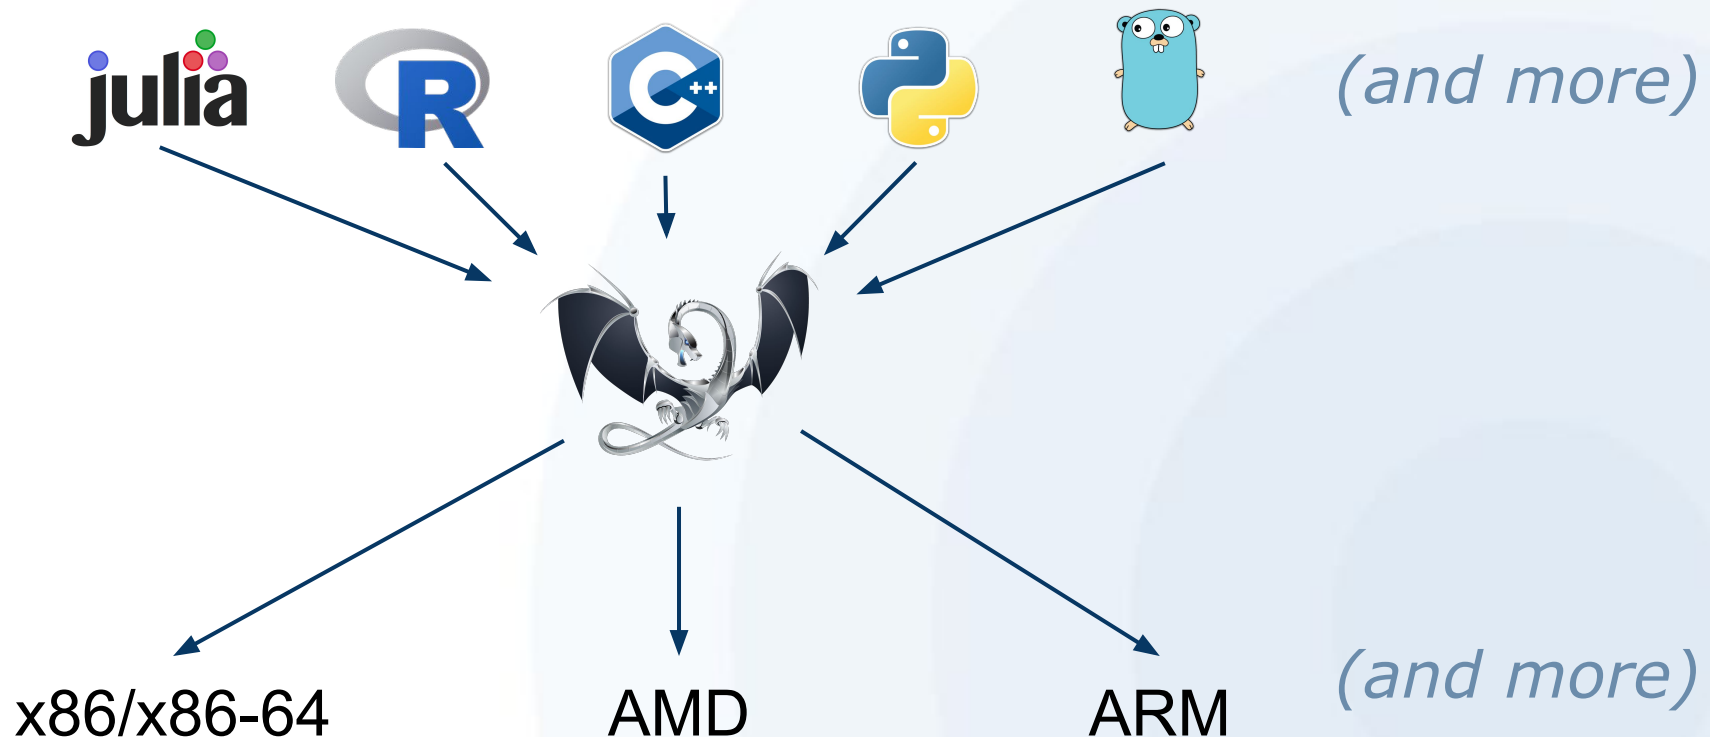 julia
R
C++
(and more)
x86/x86-64
AMD
ARM
(and more)